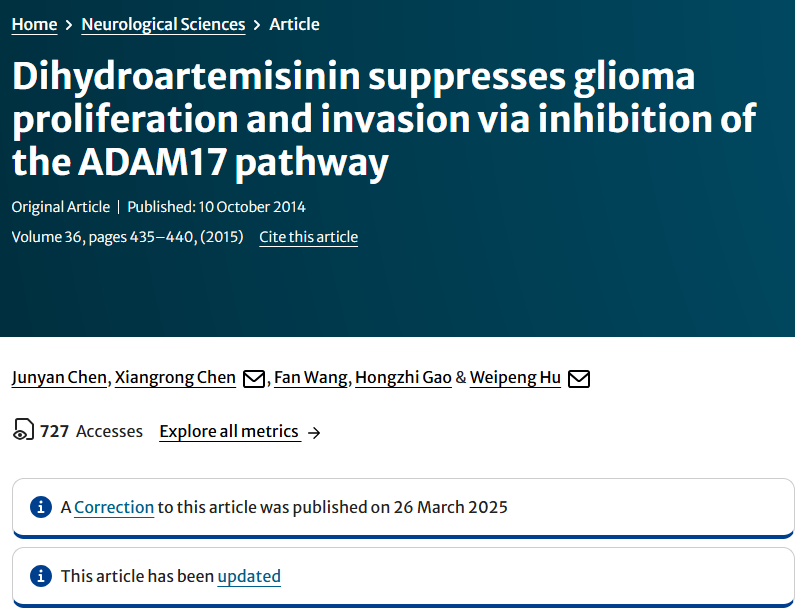 Home > Neurological Sciences > Article
Dihydroartemisinin suppresses glioma
proliferation and invasion via inhibition of
the ADAM17 pathway
Original Article | Published: 10 October 2014
Volume 36, pages 435–440, (2015) Cite this article
Junyan Chen, Xiangrong Chen, Fan Wang, Hongzhi Gao & Weipeng Hu
727 Accesses Explore all metrics →
A Correction to this article was published on 26 March 2025
This article has been updated